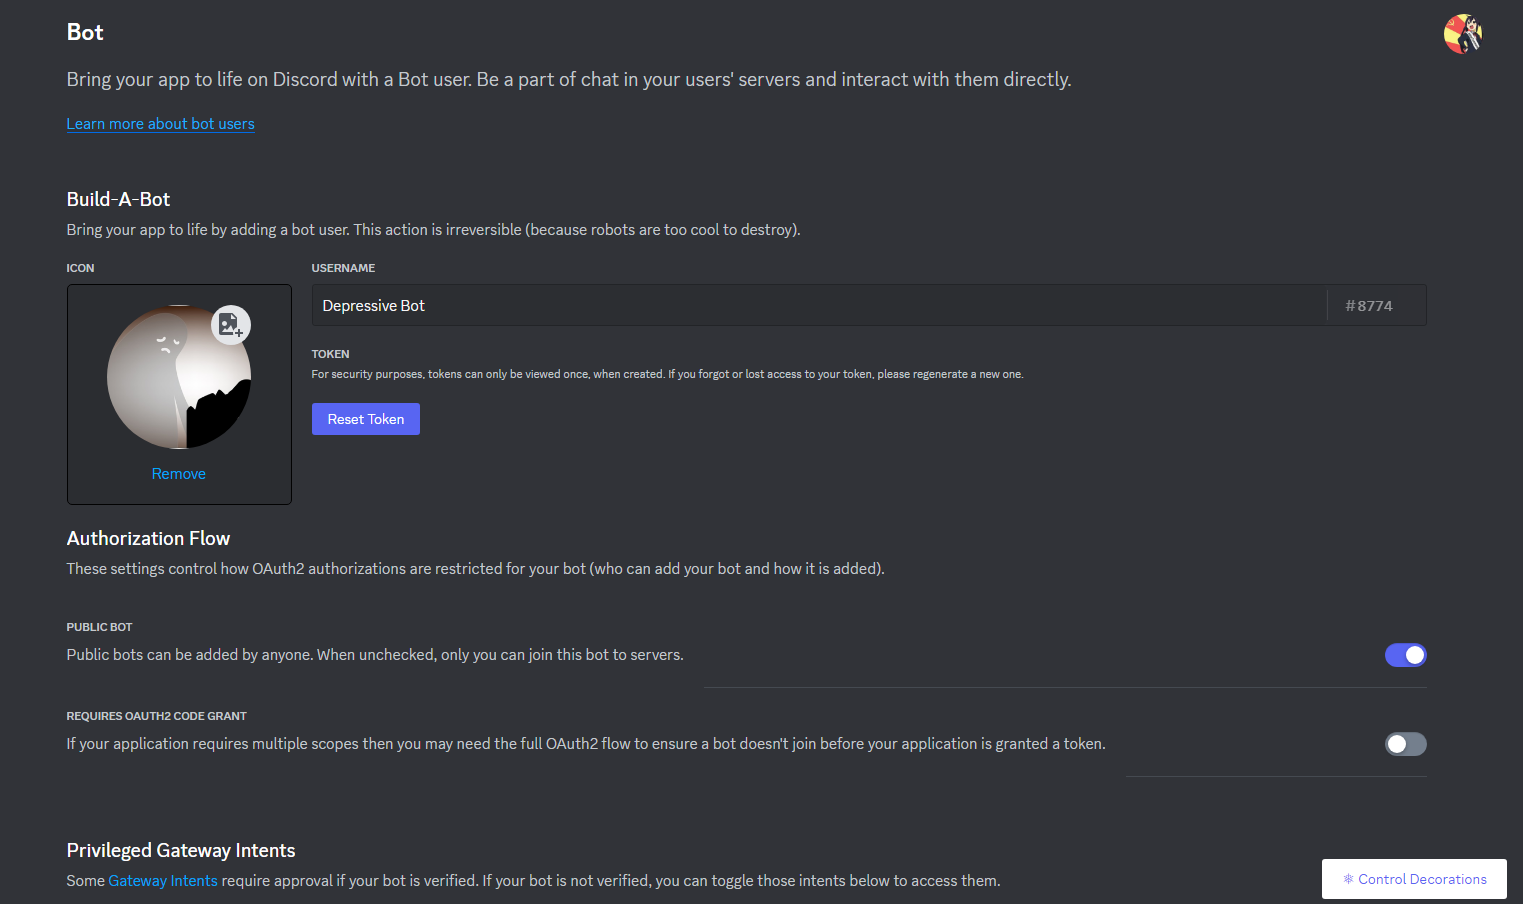 Bot
Bring your app to life on Discord with a Bot user. Be a part of chat in your users' servers and interact with them directly.
Learn more about bot users
Build-A-Bot
Bring your app to life by adding a bot user. This action is irreversible (because robots are too cool to destroy).
ICON
USERNAME
Depressive Bot
#8774
TOKEN
For security purposes, tokens can only be viewed once, when created. If you forgot or lost access to your token, please regenerate a new one.
Reset Token
Remove
Authorization Flow
These settings control how OAuth2 authorizations are restricted for your bot (who can add your bot and how it is added).
PUBLIC BOT
Public bots can be added by anyone. When unchecked, only you can join this bot to servers.
REQUIRES OAUTH2 CODE GRANT
If your application requires multiple scopes then you may need the full OAuth2 flow to ensure a bot doesn't join before your application is granted a token.
Privileged Gateway Intents
Some Gateway Intents require approval if your bot is verified. If your bot is not verified, you can toggle those intents below to access them.
Control Decorations